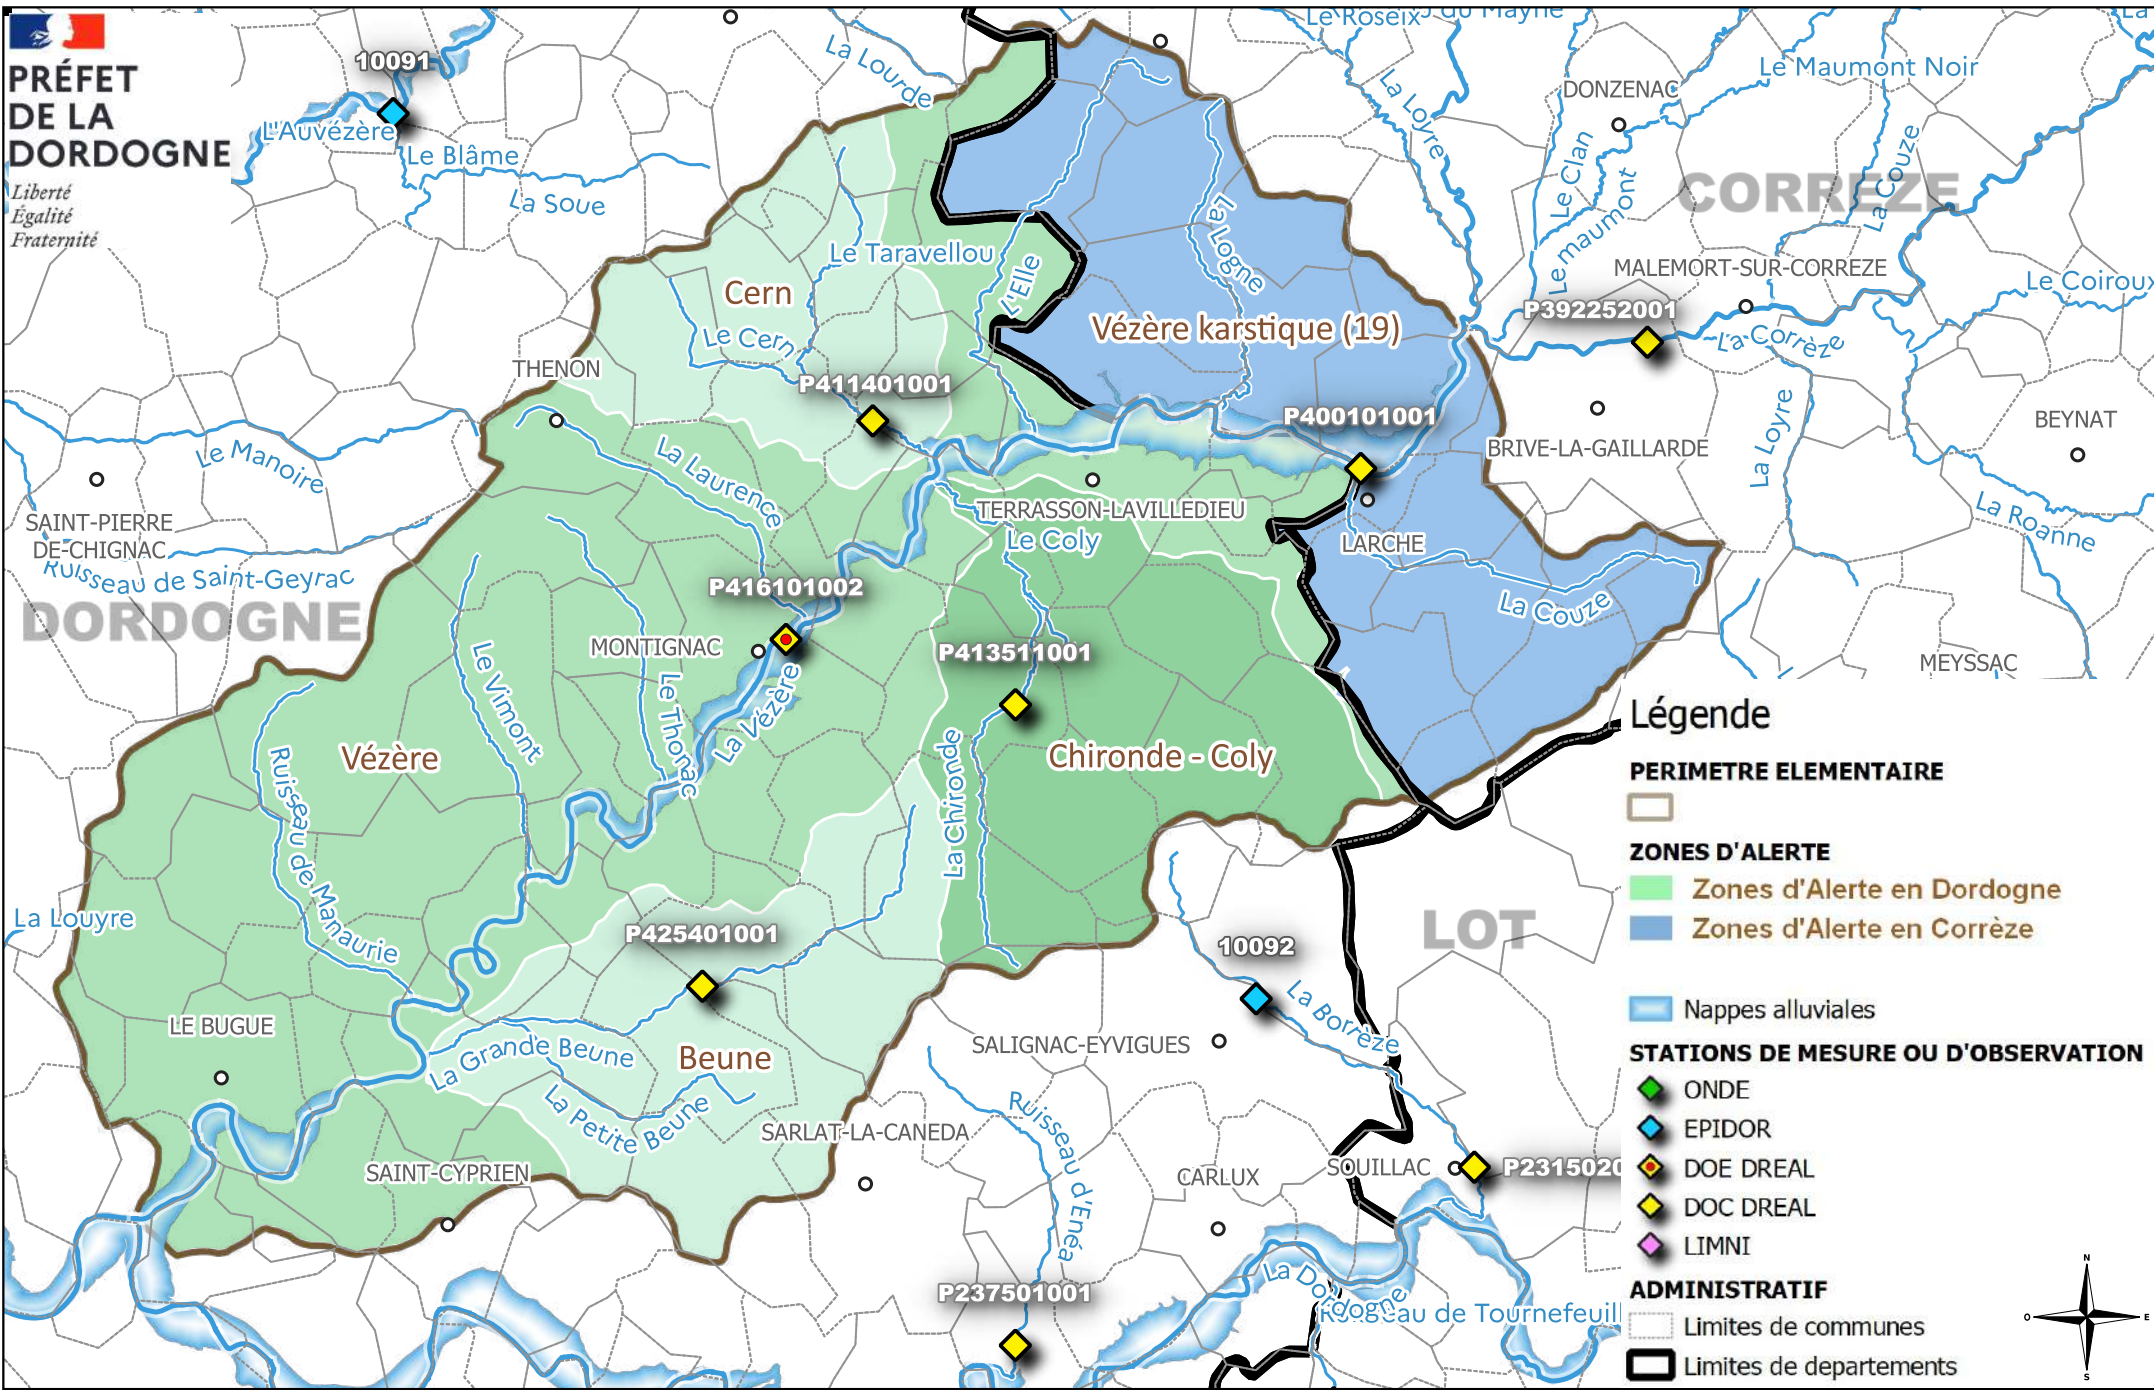 PRÉFET
DE LA
DORDOGNE
Liberté
Égalité
Fraternité
10091
L'Auvézère
Le Blâme
La Soue
La Lourde
Le Roseix
du Mayne
La Loyre
DONZENAC
Le Maumont Noir
Le Clan
Le maumont
La Couze
CORREZE
MALEMORT-SUR-CORREZE
Le Coiroux
P392252001
La Corrèze
Le Taravellou
L'Elle
La Logne
Cern
Le Cern
Vézère karstique (19)
THENON
P411401001
P400101001
BRIVE-LA-GAILLARDE
La Loyre
BEYNAT
Le Manoire
La Laurence
TERRASSON-LAVILLEDIEU
Le Coly
LARCHE
La Roanne
SAINT-PIERRE
DE-CHIGNAC
Ruisseau de Saint-Geyrac
DORDOGNE
P416101002
MONTIGNAC
P413511001
La Couze
MEYSSAC
Le Vimont
Le Thonac
La Vézère
Vézère
Chironde - Coly
La Chironde
Ruisseau de Manaurie
La Louyre
P425401001
10092
LOT
La Borrèze
LE BUGUE
La Grande Beune
Beune
La Petite Beune
SALIGNAC-EYVIGUES
Ruisseau d'Enéa
SARLAT-LA-CANEDA
SAINT-CYPRIEN
CARLUX
SOUILLAC
P2315020
P237501001
La Dordogne
Ruisseau de Tournefeuill
Légende
PERIMETRE ELEMENTAIRE
ZONES D'ALERTE
Zones d'Alerte en Dordogne
Zones d'Alerte en Corrèze
Nappes alluviales
STATIONS DE MESURE OU D'OBSERVATION
ONDE
EPIDOR
DOE DREAL
DOC DREAL
LIMNI
ADMINISTRATIF
Limites de communes
Limites de departements
N
O
E
S